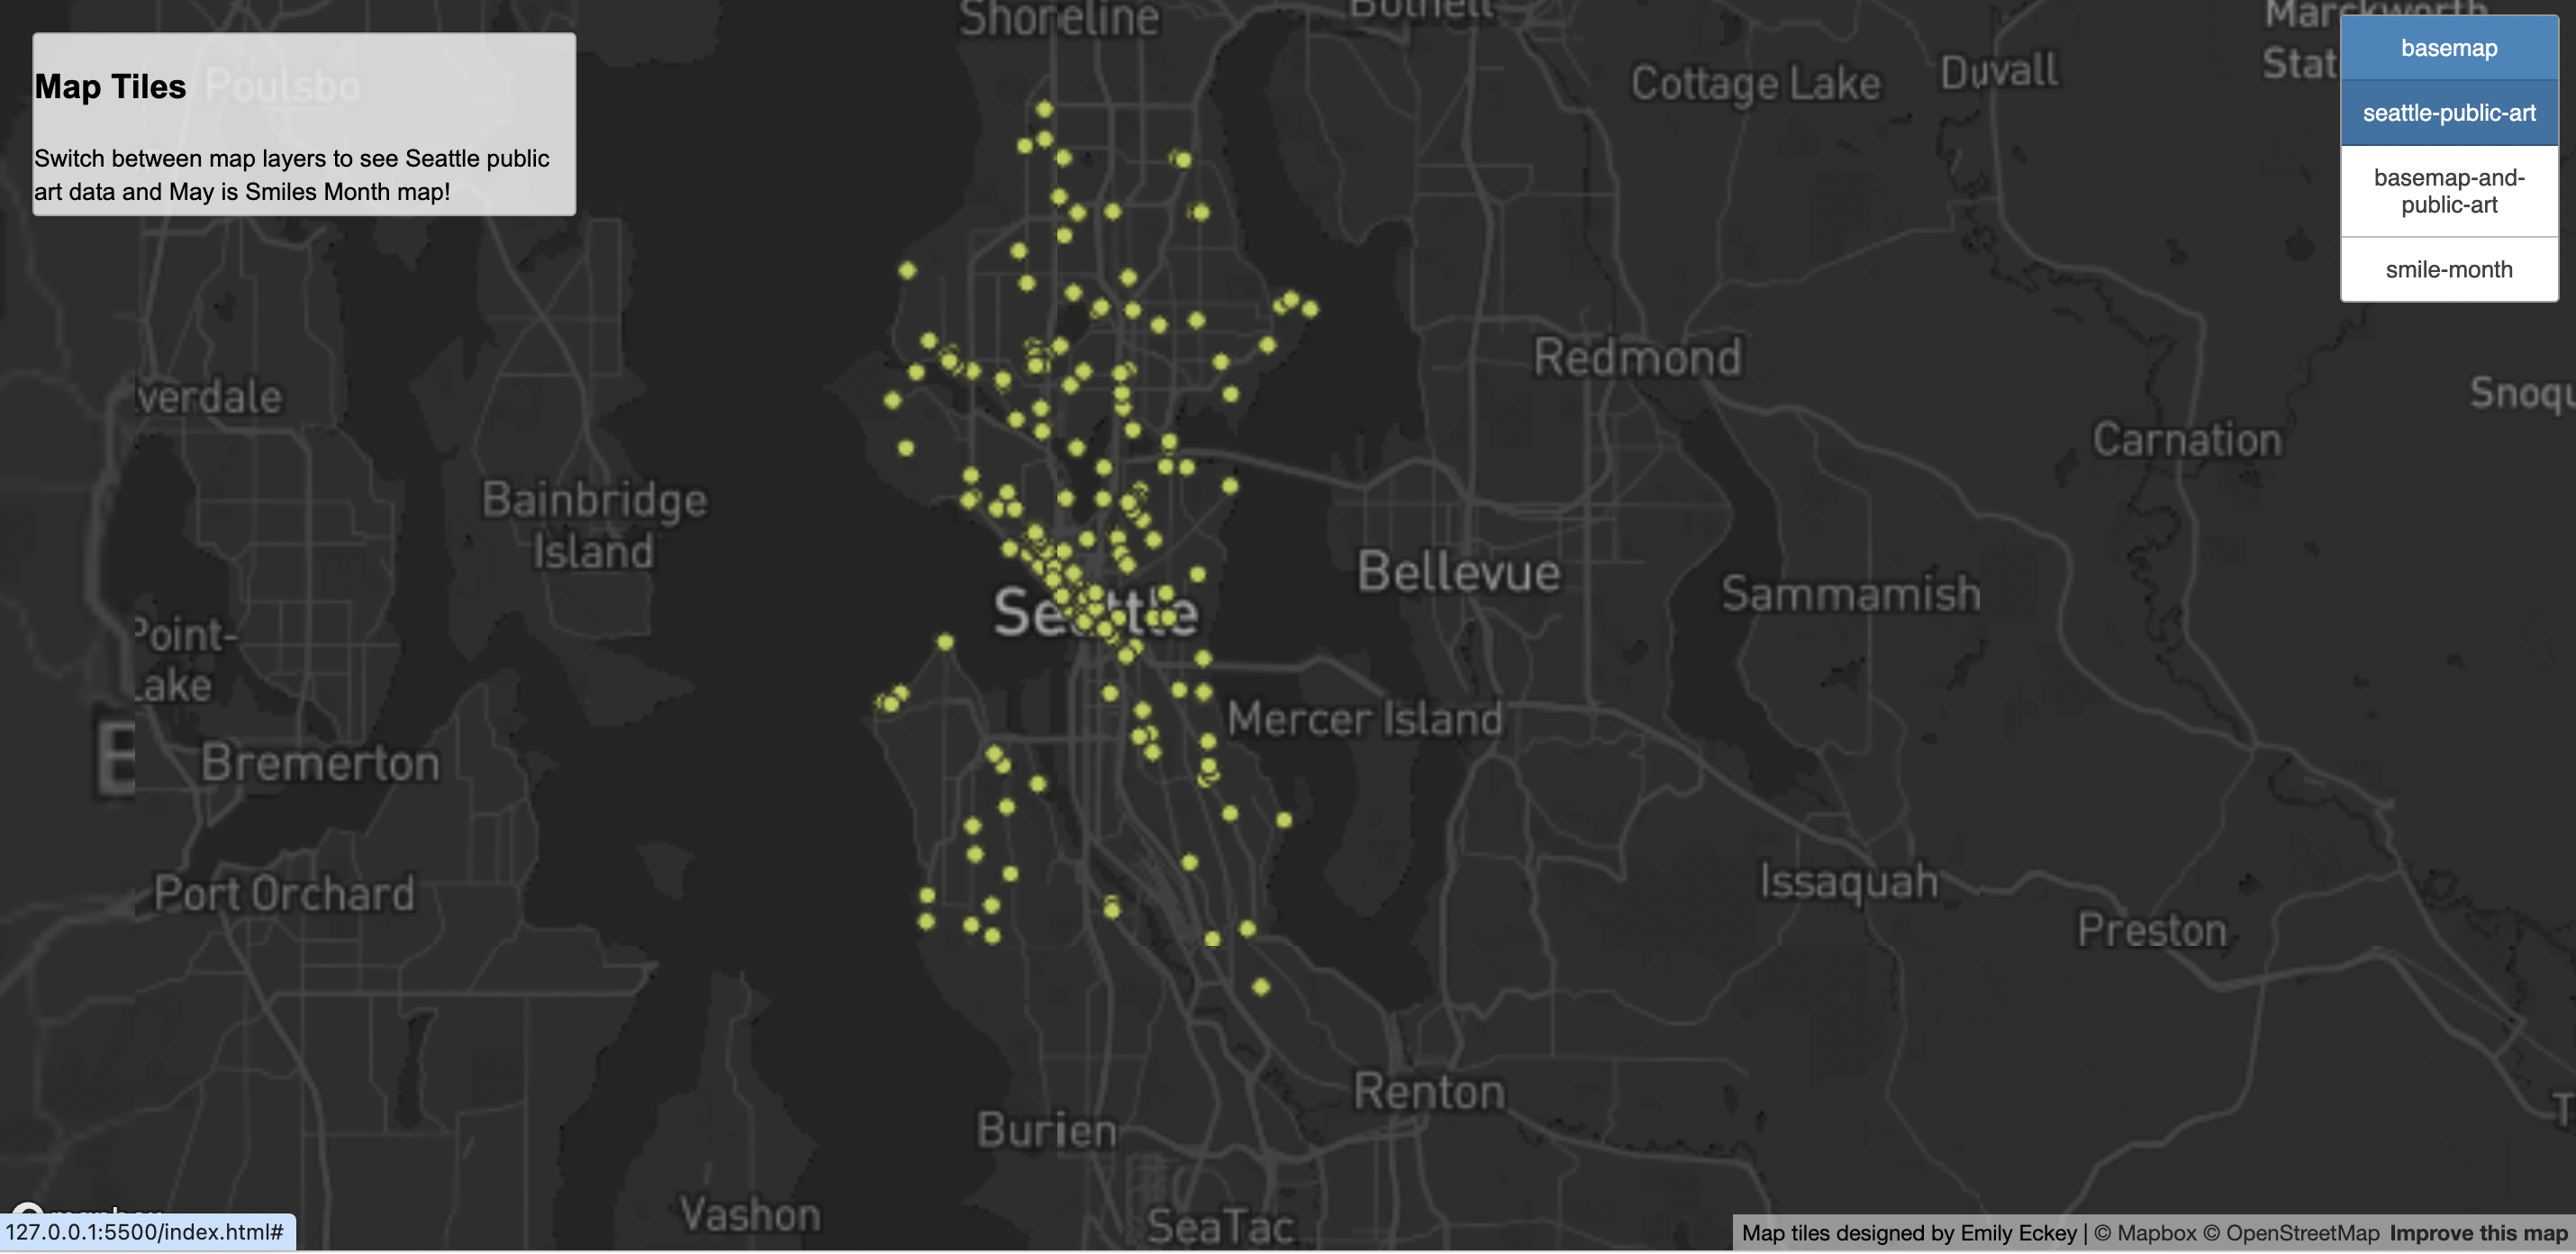 Shoreline
Bothell
Map Tiles
Poulsbo
Switch between map layers to see Seattle public
art data and May is Smiles Month map!
Cottage Lake
Duvall
Marckworth
basemap
seattle-public-art
basemap-and-
public-art
smile-month
verdale
Redmond
Carnation
Snoqu
Bainbridge
Island
Seattle
Bellevue
Sammamish
Point-
Lake
Bremerton
Mercer Island
Port Orchard
Issaquah
Preston
Renton
Burien
Vashon
SeaTac
mapbox
127.0.0.1:5500/index.html#
Map tiles designed by Emily Eckey | © Mapbox © OpenStreetMap Improve this map